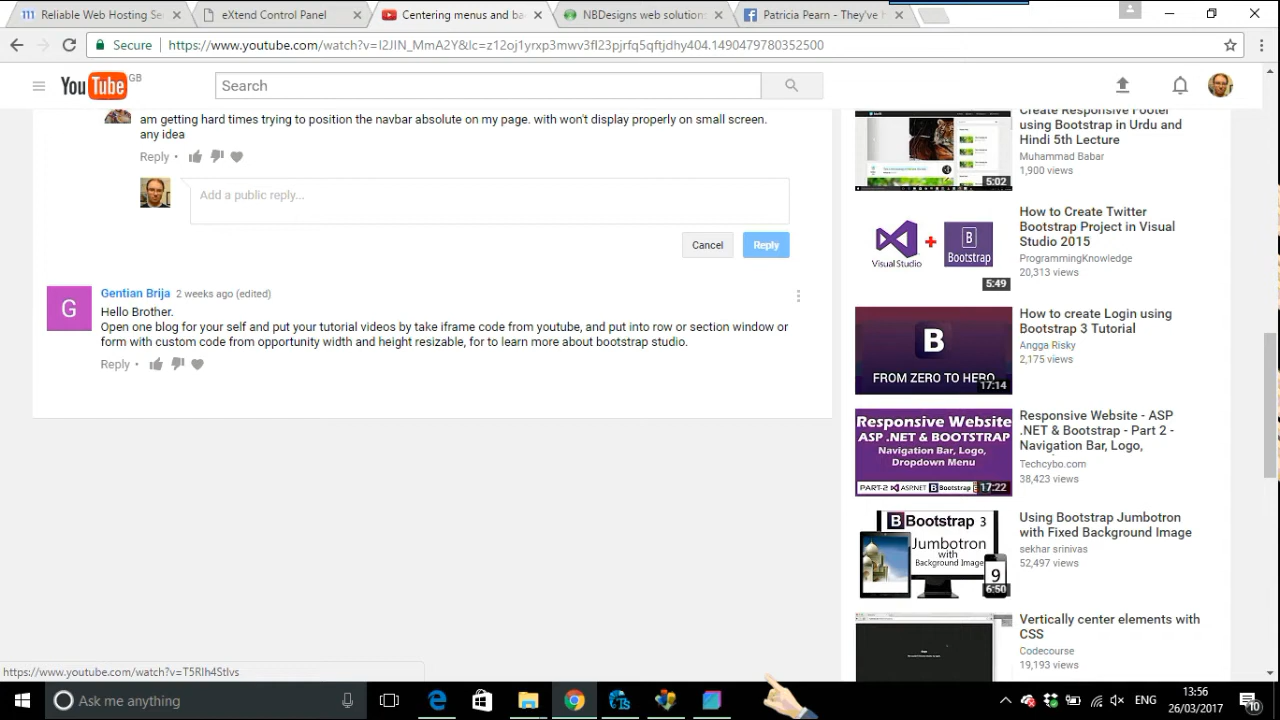 Reliable Web Hosting Se
eXtend Control Panel
Centering menus and ba
NBDesigns web solution
Patricia Pearn - They've
Secure
https://www.youtube.com/watch?v=I2JIN_MmA2Y&lc=z12oj1yrxp3ntwv3fl23pjrfq5qftjdhy404.1490479780352500
YouTube GB
Search
am getting hard times trying to position navbar absolute on my page. with won't display properly on small screen.
any idea
Reply
Add a public reply...
Cancel
Reply
G
Gentian Brija 2 weeks ago (edited)
Hello Brother.
Open one blog for your self and put your tutorial videos by take iframe code from youtube, and put into row or section window or
form with custom code from opportunity width and height resizable, for to learn more about bootstrap studio.
Reply
Create Responsive Footer
using Bootstrap in Urdu and
Hindi 5th Lecture
Muhammad Babar
1,900 views
5:02
Visual Studio
B
Bootstrap
5:49
How to Create Twitter
Bootstrap Project in Visual
Studio 2015
ProgrammingKnowledge
20,313 views
B
FROM ZERO TO HERO
17:14
How to create Login using
Bootstrap 3 Tutorial
Angga Risky
2,175 views
Responsive Website
ASP .NET & BOOTSTRAP
Navigation Bar, Logo,
Dropdown Menu
PART-2 ASP.NET B Bootstrap
17:22
Responsive Website - ASP
.NET & Bootstrap - Part 2 -
Navigation Bar, Logo,
Techcybo.com
38,423 views
B Bootstrap 3
Jumbotron
with
Background Image
9
6:50
Using Bootstrap Jumbotron
with Fixed Background Image
sekhar srinivas
52,497 views
Vertically center elements with
CSS
Codecourse
19,193 views
Ask me anything
ENG
13:56
26/03/2017
10